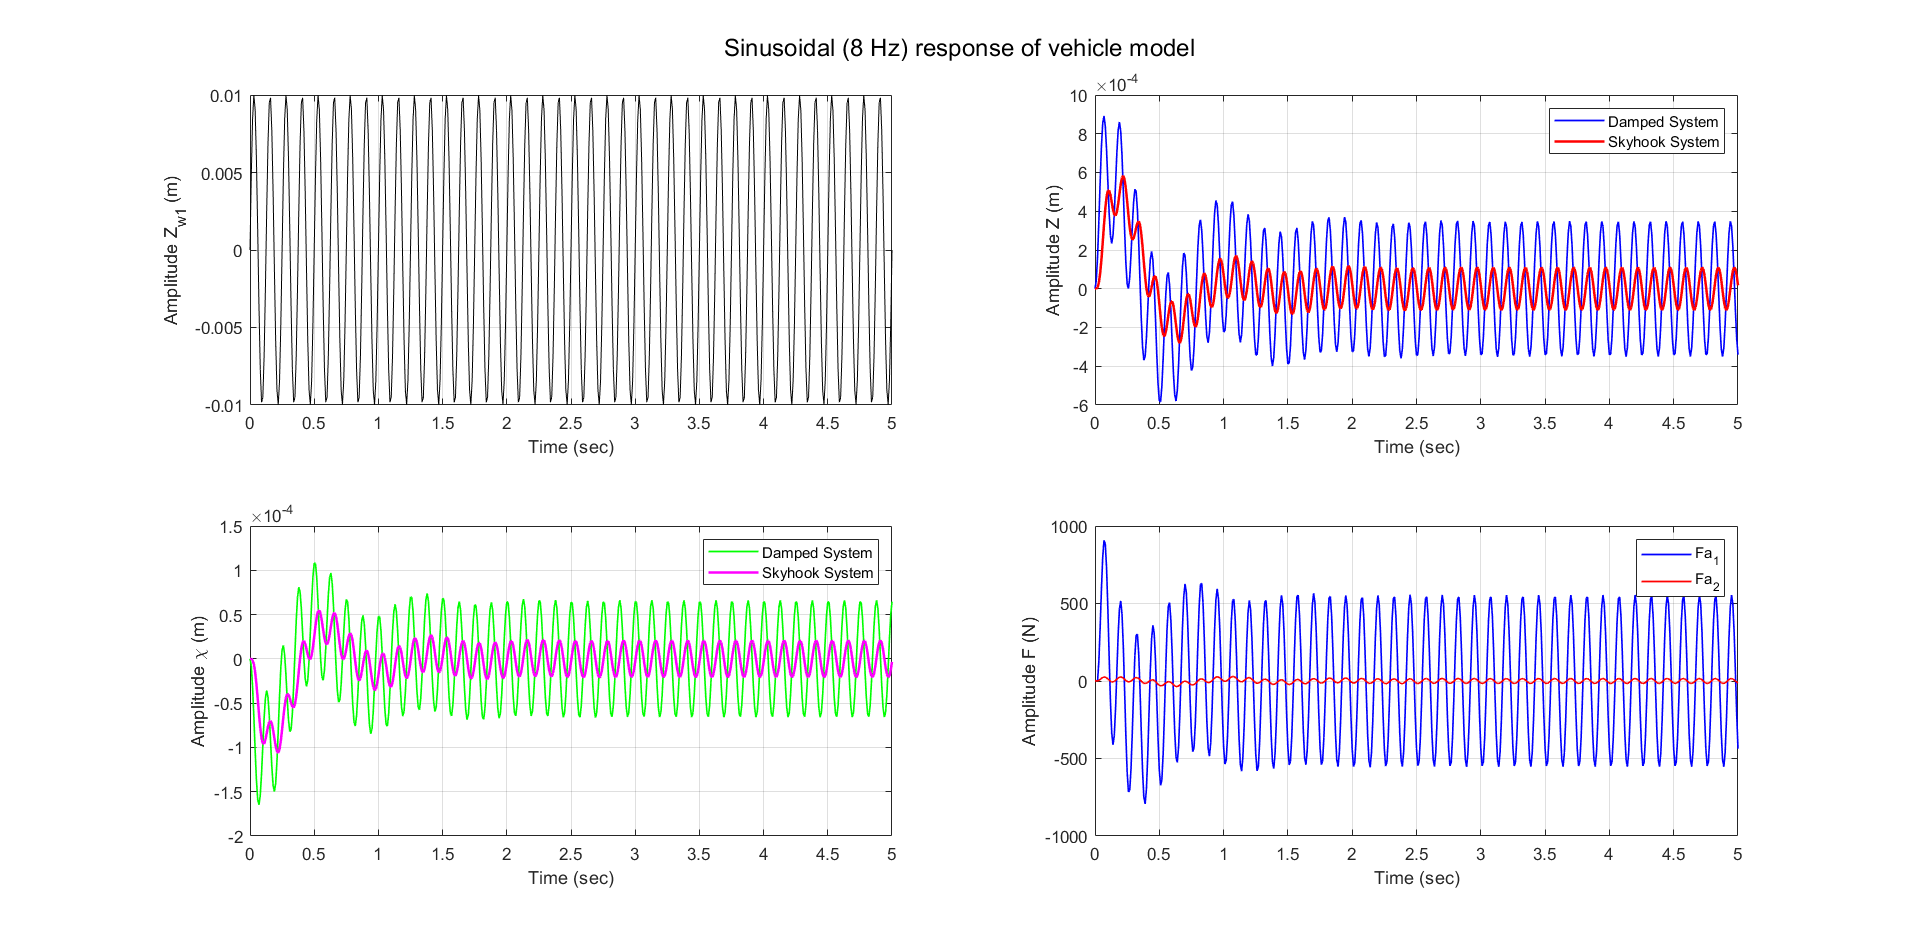 Sinusoidal (8 Hz) response of vehicle model
0.01
0.005
0
-0.005
-0.01
Amplitude Z_w1 (m)
0 0.5 1 1.5 2 2.5 3 3.5 4 4.5 5
Time (sec)
×10^-4
10
8
6
4
2
0
-2
-4
-6
Amplitude Z (m)
Damped System
Skyhook System
0 0.5 1 1.5 2 2.5 3 3.5 4 4.5 5
Time (sec)
×10^-4
1.5
1
0.5
0
-0.5
-1
-1.5
-2
Amplitude χ (m)
Damped System
Skyhook System
0 0.5 1 1.5 2 2.5 3 3.5 4 4.5 5
Time (sec)
1000
500
0
-500
-1000
Amplitude F (N)
Fa_1
Fa_2
0 0.5 1 1.5 2 2.5 3 3.5 4 4.5 5
Time (sec)